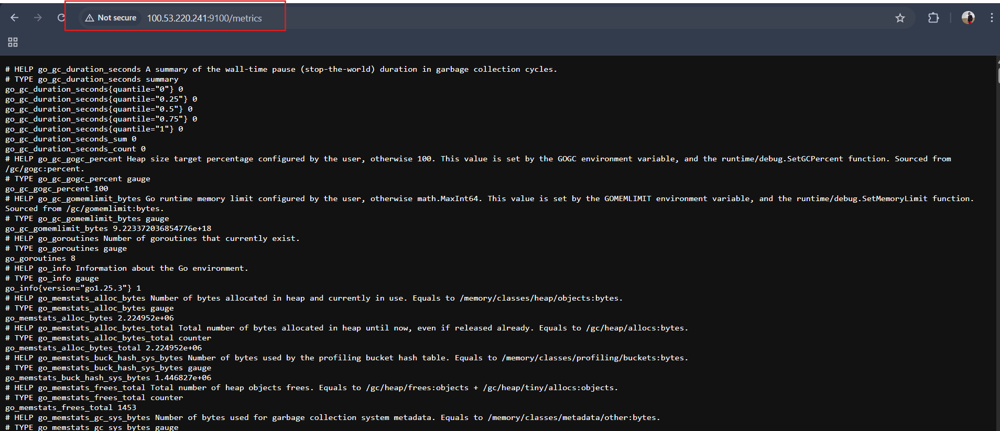 Not secure 100.53.220.241:9100/metrics
# HELP go_gc_duration_seconds A summary of the wall-time pause (stop-the-world) duration in garbage collection cycles.
# TYPE go_gc_duration_seconds summary
go_gc_duration_seconds{quantile="0"} 0
go_gc_duration_seconds{quantile="0.25"} 0
go_gc_duration_seconds{quantile="0.5"} 0
go_gc_duration_seconds{quantile="0.75"} 0
go_gc_duration_seconds{quantile="1"} 0
go_gc_duration_seconds_sum 0
go_gc_duration_seconds_count 0
# HELP go_gc_gogc_percent Heap size target percentage configured by the user, otherwise 100. This value is set by the GOGC environment variable, and the runtime/debug.SetGCPercent function. Sourced from
/gc/gogc:percent.
# TYPE go_gc_gogc_percent gauge
go_gc_gogc_percent 100
# HELP go_gc_gomemlimit_bytes Go runtime memory limit configured by the user, otherwise math.MaxInt64. This value is set by the GOMEMLIMIT environment variable, and the runtime/debug.SetMemoryLimit function.
Sourced from /gc/gomemlimit:bytes.
# TYPE go_gc_gomemlimit_bytes gauge
go_gc_gomemlimit_bytes 9.223372036854776e+18
# HELP go_goroutines Number of goroutines that currently exist.
# TYPE go_goroutines gauge
go_goroutines 8
# HELP go_info Information about the Go environment.
# TYPE go_info gauge
go_info{version="go1.25.3"} 1
# HELP go_memstats_alloc_bytes Number of bytes allocated in heap and currently in use. Equals to /memory/classes/heap/objects:bytes.
# TYPE go_memstats_alloc_bytes gauge
go_memstats_alloc_bytes 2.224952e+06
# HELP go_memstats_alloc_bytes_total Total number of bytes allocated in heap until now, even if released already. Equals to /gc/heap/allocs:bytes.
# TYPE go_memstats_alloc_bytes_total counter
go_memstats_alloc_bytes_total 2.224952e+06
# HELP go_memstats_buck_hash_sys_bytes Number of bytes used by the profiling bucket hash table. Equals to /memory/classes/profiling/buckets:bytes.
# TYPE go_memstats_buck_hash_sys_bytes gauge
go_memstats_buck_hash_sys_bytes 1.446827e+06
# HELP go_memstats_frees_total Total number of heap objects frees. Equals to /gc/heap/frees:objects + /gc/heap/tiny/allocs:objects.
# TYPE go_memstats_frees_total counter
go_memstats_frees_total 1453
# HELP go_memstats_gc_sys_bytes Number of bytes used for garbage collection system metadata. Equals to /memory/classes/metadata/other:bytes.
# TYPE go_memstats_gc_sys_bytes gauge